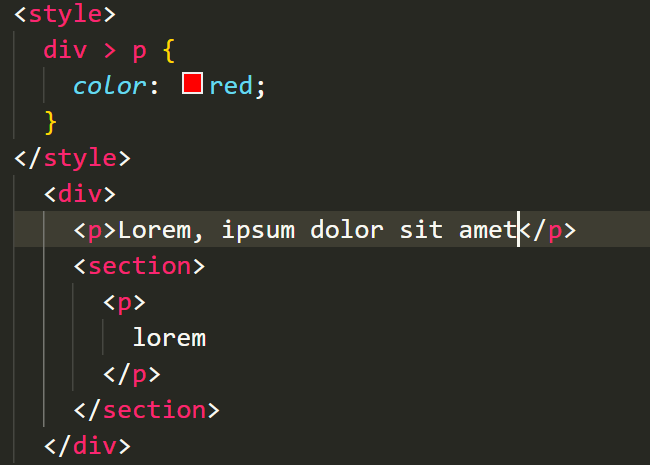 <style>
div > p {
color: red;
}
</style>
<div>
<p>Lorem, ipsum dolor sit amet</p>
<section>
<p>
lorem
</p>
</section>
</div>